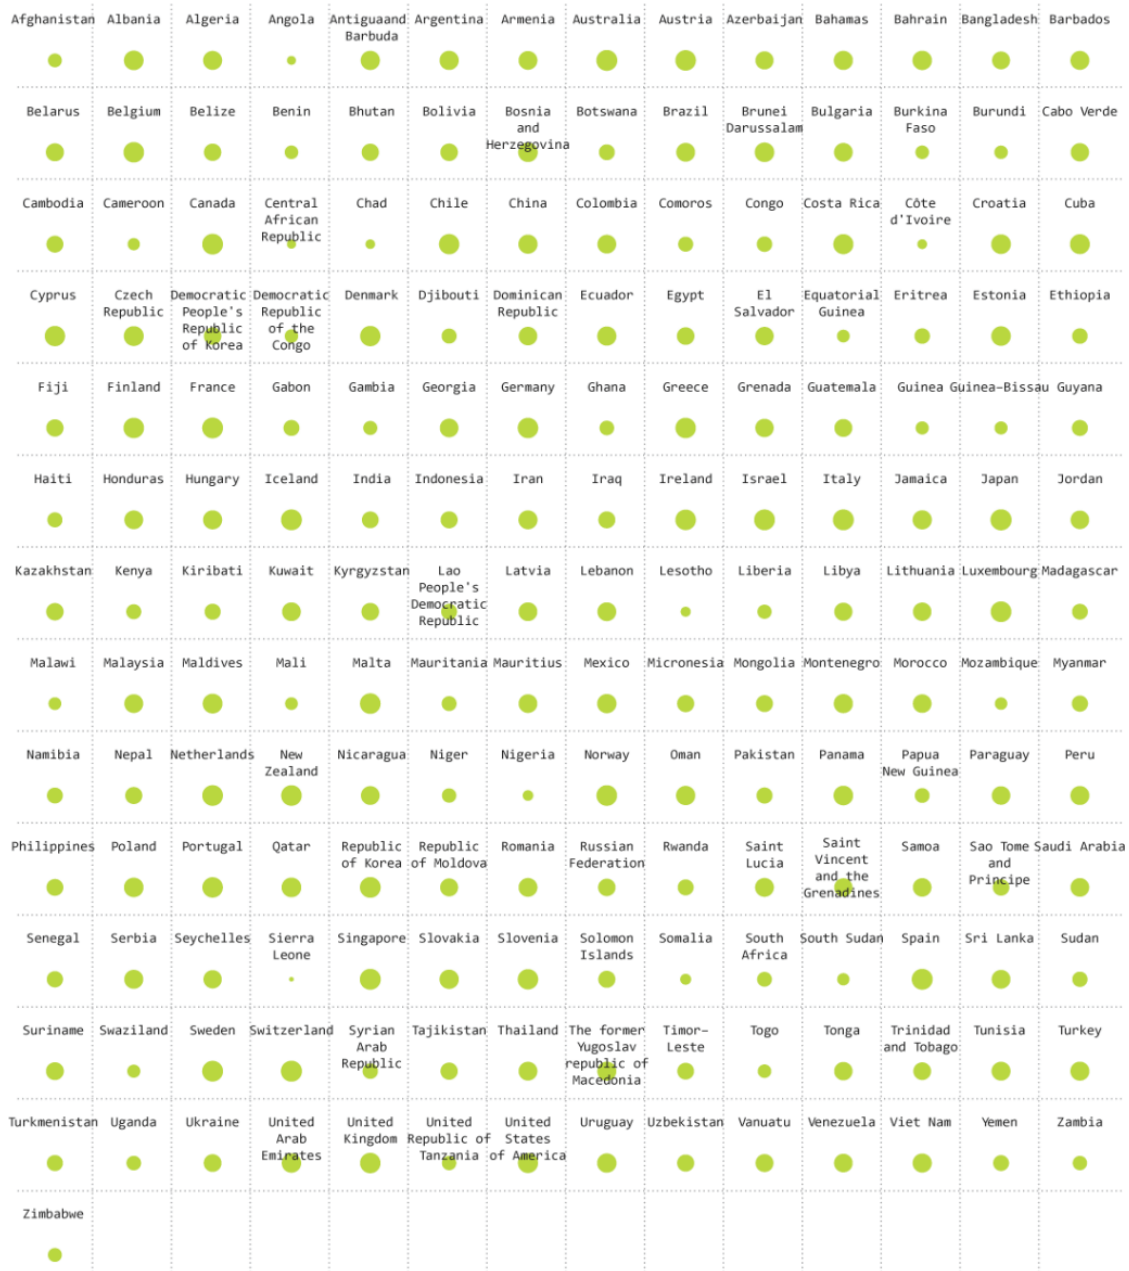 Afghanistan
Albania
Algeria
Angola
Antiguaand
Barbuda
Argentina
Armenia
Australia
Austria
Azerbaijan
Bahamas
Bahrain
Bangladesh
Barbados
Belarus
Belgium
Belize
Benin
Bhutan
Bolivia
Bosnia
and
Herzegovina
Botswana
Brazil
Brunei
Darussalam
Bulgaria
Burkina
Faso
Burundi
Cabo Verde
Cambodia
Cameroon
Canada
Central
African
Republic
Chad
Chile
China
Colombia
Comoros
Congo
Costa Rica
Côte
d'Ivoire
Croatia
Cuba
Cyprus
Czech
Republic
Democratic
People's
Republic
of Korea
Democratic
Republic
of the
Congo
Denmark
Djibouti
Dominican
Republic
Ecuador
Egypt
El
Salvador
Equatorial
Guinea
Eritrea
Estonia
Ethiopia
Fiji
Finland
France
Gabon
Gambia
Georgia
Germany
Ghana
Greece
Grenada
Guatemala
Guinea
Guinea-Bissau
Guyana
Haiti
Honduras
Hungary
Iceland
India
Indonesia
Iran
Iraq
Ireland
Israel
Italy
Jamaica
Japan
Jordan
Kazakhstan
Kenya
Kiribati
Kuwait
Kyrgyzstan
Lao
People's
Democratic
Republic
Latvia
Lebanon
Lesotho
Liberia
Libya
Lithuania
Luxembourg
Madagascar
Malawi
Malaysia
Maldives
Mali
Malta
Mauritania
Mauritius
Mexico
Micronesia
Mongolia
Montenegro
Morocco
Mozambique
Myanmar
Namibia
Nepal
Netherlands
New
Zealand
Nicaragua
Niger
Nigeria
Norway
Oman
Pakistan
Panama
Papua
New Guinea
Paraguay
Peru
Philippines
Poland
Portugal
Qatar
Republic
of Korea
Republic
of Moldova
Romania
Russian
Federation
Rwanda
Saint
Lucia
Saint
Vincent
and the
Grenadines
Samoa
Sao Tome
and
Principe
Saudi Arabia
Senegal
Serbia
Seychelles
Sierra
Leone
Singapore
Slovakia
Slovenia
Solomon
Islands
Somalia
South
Africa
South Sudan
Spain
Sri Lanka
Sudan
Suriname
Swaziland
Sweden
Switzerland
Syrian
Arab
Republic
Tajikistan
Thailand
The former
Yugoslav
republic of
Macedonia
Timor-
Leste
Togo
Tonga
Trinidad
and Tobago
Tunisia
Turkey
Turkmenistan
Uganda
Ukraine
United
Arab
Emirates
United
Kingdom
United
Republic of
Tanzania
United
States
of America
Uruguay
Uzbekistan
Vanuatu
Venezuela
Viet Nam
Yemen
Zambia
Zimbabwe